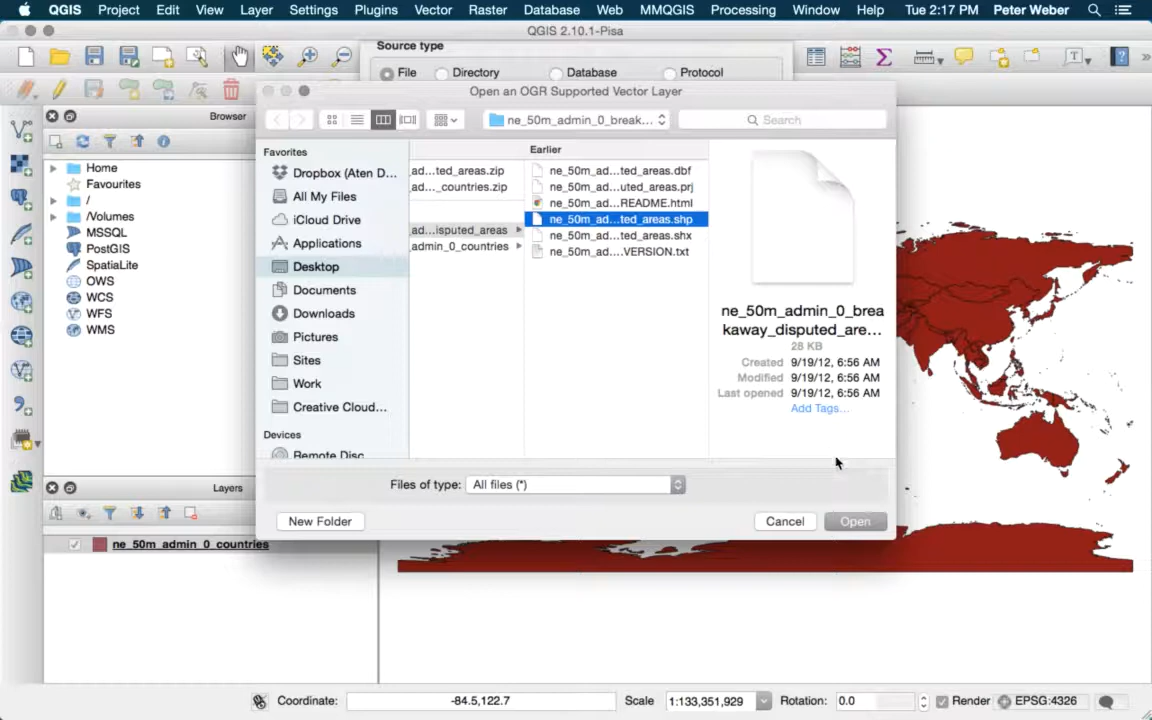 QGIS Project Edit View Layer Settings Plugins Vector Raster Database Web MMQGIS Processing Window Help Tue 2:17 PM Peter Weber
QGIS 2.10.1-Pisa
Source type
File Directory Database Protocol
Open an OGR Supported Vector Layer
ne_50m_admin_0_break... Search
Browser
Home
Favourites
/
/Volumes
MSSQL
PostGIS
SpatiaLite
OWS
WCS
WFS
WMS
Favorites
Dropbox (Aten D...
All My Files
iCloud Drive
Applications
Desktop
Documents
Downloads
Pictures
Sites
Work
Creative Cloud...
Devices
Remote Disc
_ad...ted_areas.zip
_ad..._countries.zip
_ad...isputed_areas
_admin_0_countries
Earlier
ne_50m_ad...ted_areas.dbf
ne_50m_ad...uted_areas.prj
ne_50m_ad...README.html
ne_50m_ad...ted_areas.shp
ne_50m_ad...ted_areas.shx
ne_50m_ad....VERSION.txt
ne_50m_admin_0_brea
kaway_disputed_are...
28 KB
Created 9/19/12, 6:56 AM
Modified 9/19/12, 6:56 AM
Last opened 9/19/12, 6:56 AM
Add Tags...
Files of type: All files (*)
New Folder Cancel Open
Layers
ne_50m_admin_0_countries
Coordinate: -84.5,122.7 Scale 1:133,351,929 Rotation: 0.0 Render EPSG:4326